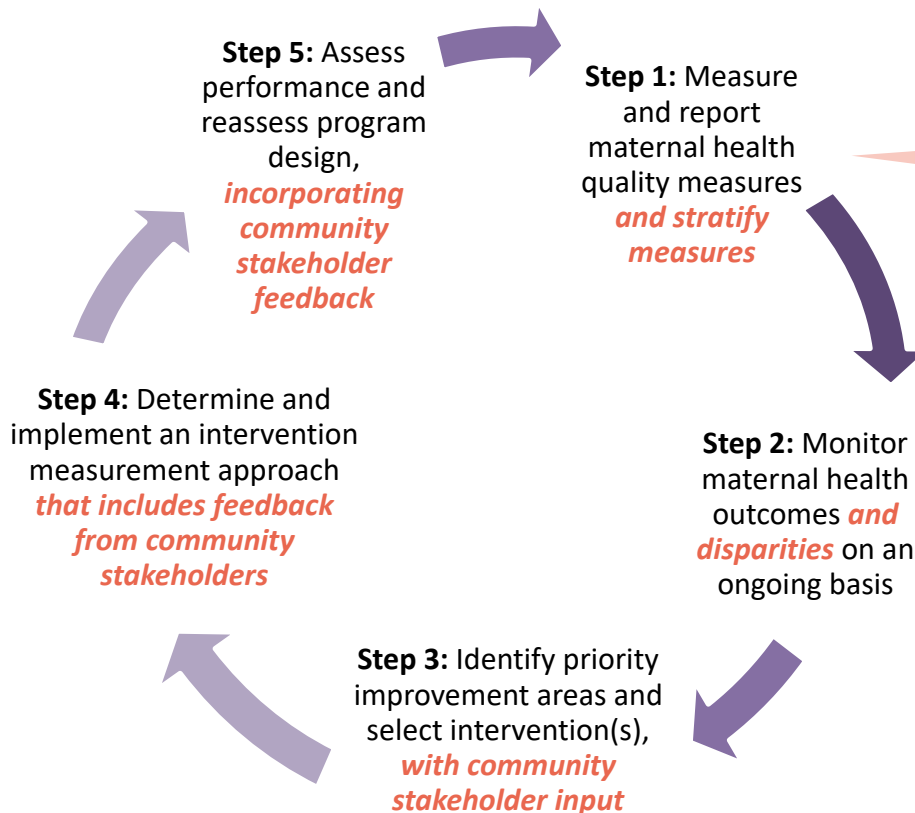 Step 1: Measure
and report
maternal health
quality measures
and stratify
measures
Step 2: Monitor
maternal health
outcomes and
disparities on an
ongoing basis
Step 3: Identify priority
improvement areas and
select intervention(s),
with community
stakeholder input
Step 4: Determine and
implement an intervention
measurement approach
that includes feedback
from community
stakeholders
Step 5: Assess
performance and
reassess program
design,
incorporating
community
stakeholder
feedback